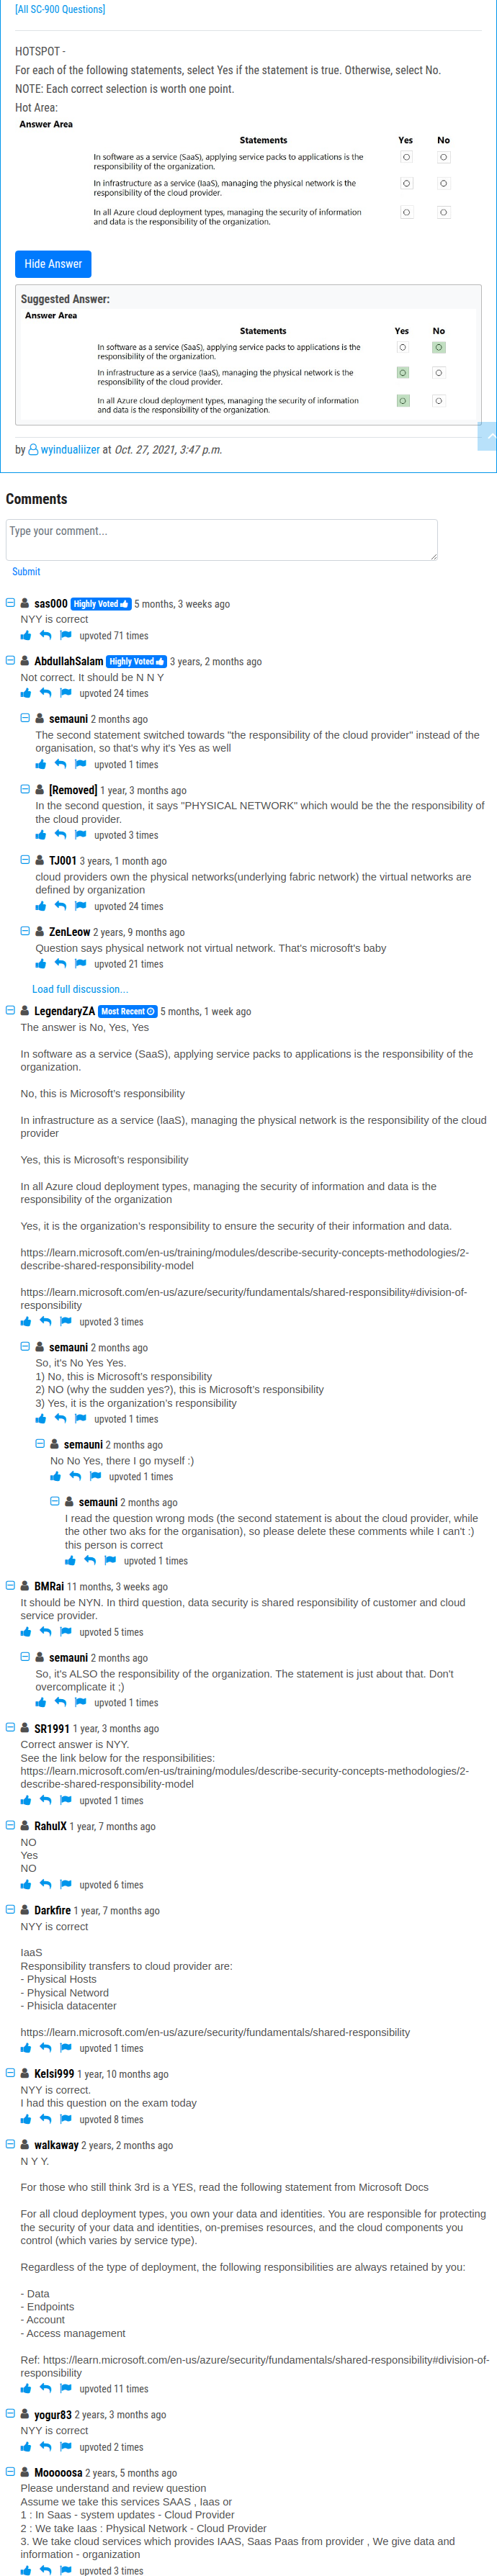 [All SC-900 Questions]
HOTSPOT -
For each of the following statements, select Yes if the statement is true. Otherwise, select No.
NOTE: Each correct selection is worth one point.
Hot Area:
Answer Area
Statements Yes No
In software as a service (SaaS), applying service packs to applications is the
responsibility of the organization.
In infrastructure as a service (IaaS), managing the physical network is the
responsibility of the cloud provider.
In all Azure cloud deployment types, managing the security of information
and data is the responsibility of the organization.
Hide Answer
Suggested Answer:
Answer Area
Statements Yes No
In software as a service (SaaS), applying service packs to applications is the
responsibility of the organization.
In infrastructure as a service (IaaS), managing the physical network is the
responsibility of the cloud provider.
In all Azure cloud deployment types, managing the security of information
and data is the responsibility of the organization.
by wyindualiizer at Oct. 27, 2021, 3:47 p.m.
Comments
Type your comment...
Submit
sas000 Highly Voted 5 months, 3 weeks ago
NYY is correct
upvoted 71 times
AbdullahSalam Highly Voted 3 years, 2 months ago
Not correct. It should be N N Y
upvoted 24 times
semauni 2 months ago
The second statement switched towards "the responsibility of the cloud provider" instead of the
organisation, so that's why it's Yes as well
upvoted 1 times
[Removed] 1 year, 3 months ago
In the second question, it says "PHYSICAL NETWORK" which would be the the responsibility of
the cloud provider.
upvoted 3 times
TJ001 3 years, 1 month ago
cloud providers own the physical networks(underlying fabric network) the virtual networks are
defined by organization
upvoted 24 times
ZenLeow 2 years, 9 months ago
Question says physical network not virtual network. That's microsoft's baby
upvoted 21 times
Load full discussion...
LegendaryZA Most Recent 5 months, 1 week ago
The answer is No, Yes, Yes
In software as a service (SaaS), applying service packs to applications is the responsibility of the
organization.
No, this is Microsoft's responsibility
In infrastructure as a service (IaaS), managing the physical network is the responsibility of the cloud
provider
Yes, this is Microsoft's responsibility
In all Azure cloud deployment types, managing the security of information and data is the
responsibility of the organization
Yes, it is the organization's responsibility to ensure the security of their information and data.
https://learn.microsoft.com/en-us/training/modules/describe-security-concepts-methodologies/2-
describe-shared-responsibility-model
https://learn.microsoft.com/en-us/azure/security/fundamentals/shared-responsibility#division-of-
responsibility
upvoted 3 times
semauni 2 months ago
So, it's No Yes Yes.
1) No, this is Microsoft's responsibility
2) NO (why the sudden yes?), this is Microsoft's responsibility
3) Yes, it is the organization's responsibility
upvoted 1 times
semauni 2 months ago
No No Yes, there I go myself :)
upvoted 1 times
semauni 2 months ago
I read the question wrong mods (the second statement is about the cloud provider, while
the other two aks for the organisation), so please delete these comments while I can't :)
this person is correct
upvoted 1 times
BMRai 11 months, 3 weeks ago
It should be NYN. In third question, data security is shared responsibility of customer and cloud
service provider.
upvoted 5 times
semauni 2 months ago
So, it's ALSO the responsibility of the organization. The statement is just about that. Don't
overcomplicate it ;)
upvoted 1 times
SR1991 1 year, 3 months ago
Correct answer is NYY.
See the link below for the responsibilities:
https://learn.microsoft.com/en-us/training/modules/describe-security-concepts-methodologies/2-
describe-shared-responsibility-model
upvoted 1 times
RahulX 1 year, 7 months ago
NO
Yes
NO
upvoted 6 times
Darkfire 1 year, 7 months ago
NYY is correct
IaaS
Responsibility transfers to cloud provider are:
- Physical Hosts
- Physical Netword
- Phisicla datacenter
https://learn.microsoft.com/en-us/azure/security/fundamentals/shared-responsibility
upvoted 1 times
Kelsi999 1 year, 10 months ago
NYY is correct.
I had this question on the exam today
upvoted 8 times
walkaway 2 years, 2 months ago
N Y Y.
For those who still think 3rd is a YES, read the following statement from Microsoft Docs
For all cloud deployment types, you own your data and identities. You are responsible for protecting
the security of your data and identities, on-premises resources, and the cloud components you
control (which varies by service type).
Regardless of the type of deployment, the following responsibilities are always retained by you:
- Data
- Endpoints
- Account
- Access management
Ref: https://learn.microsoft.com/en-us/azure/security/fundamentals/shared-responsibility#division-of-
responsibility
upvoted 11 times
yogur83 2 years, 3 months ago
NYY is correct
upvoted 2 times
Mooooosa 2 years, 5 months ago
Please understand and review question
Assume we take this services SAAS , Iaas or
1 : In Saas - system updates - Cloud Provider
2 : We take Iaas : Physical Network - Cloud Provider
3. We take cloud services which provides IAAS, Saas Paas from provider , We give data and
information - organization
upvoted 3 times